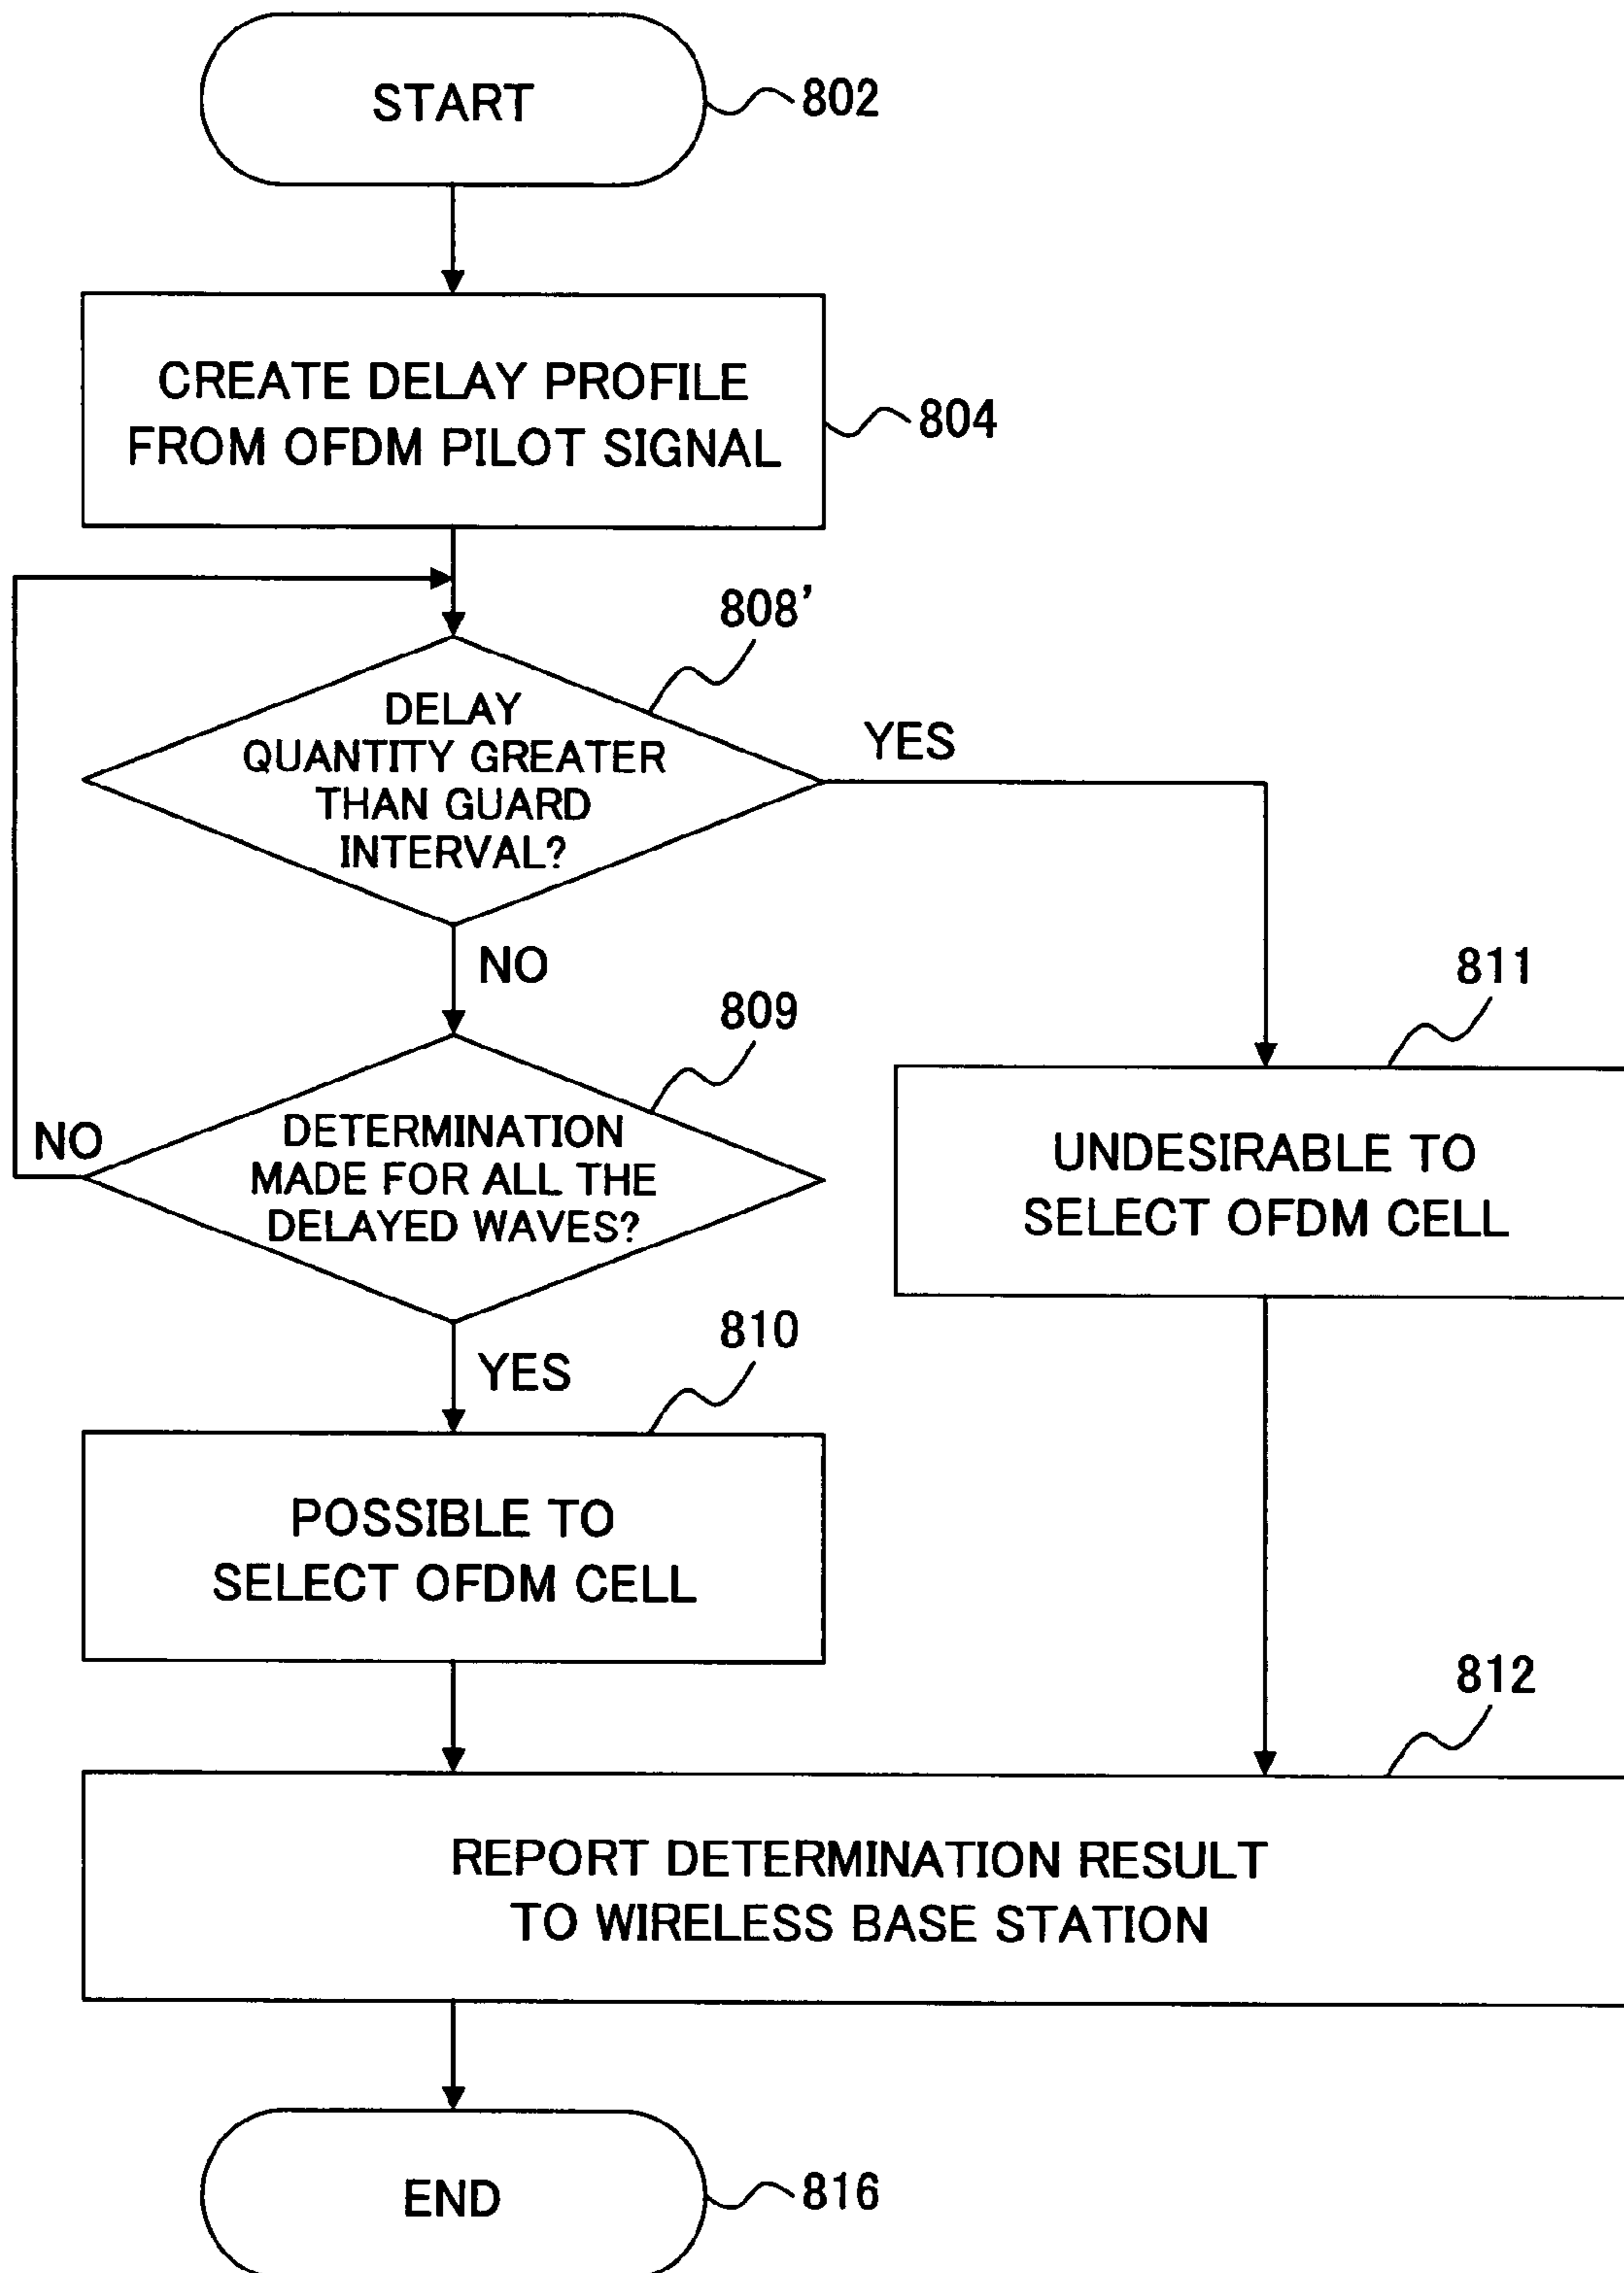 START
802
CREATE DELAY PROFILE
FROM OFDM PILOT SIGNAL
804
808'
DELAY
QUANTITY GREATER
THAN GUARD
INTERVAL?
YES
NO
811
809
DETERMINATION
MADE FOR ALL THE
DELAYED WAVES?
NO
UNDESIRABLE TO
SELECT OFDM CELL
YES
810
POSSIBLE TO
SELECT OFDM CELL
812
REPORT DETERMINATION RESULT
TO WIRELESS BASE STATION
END
816